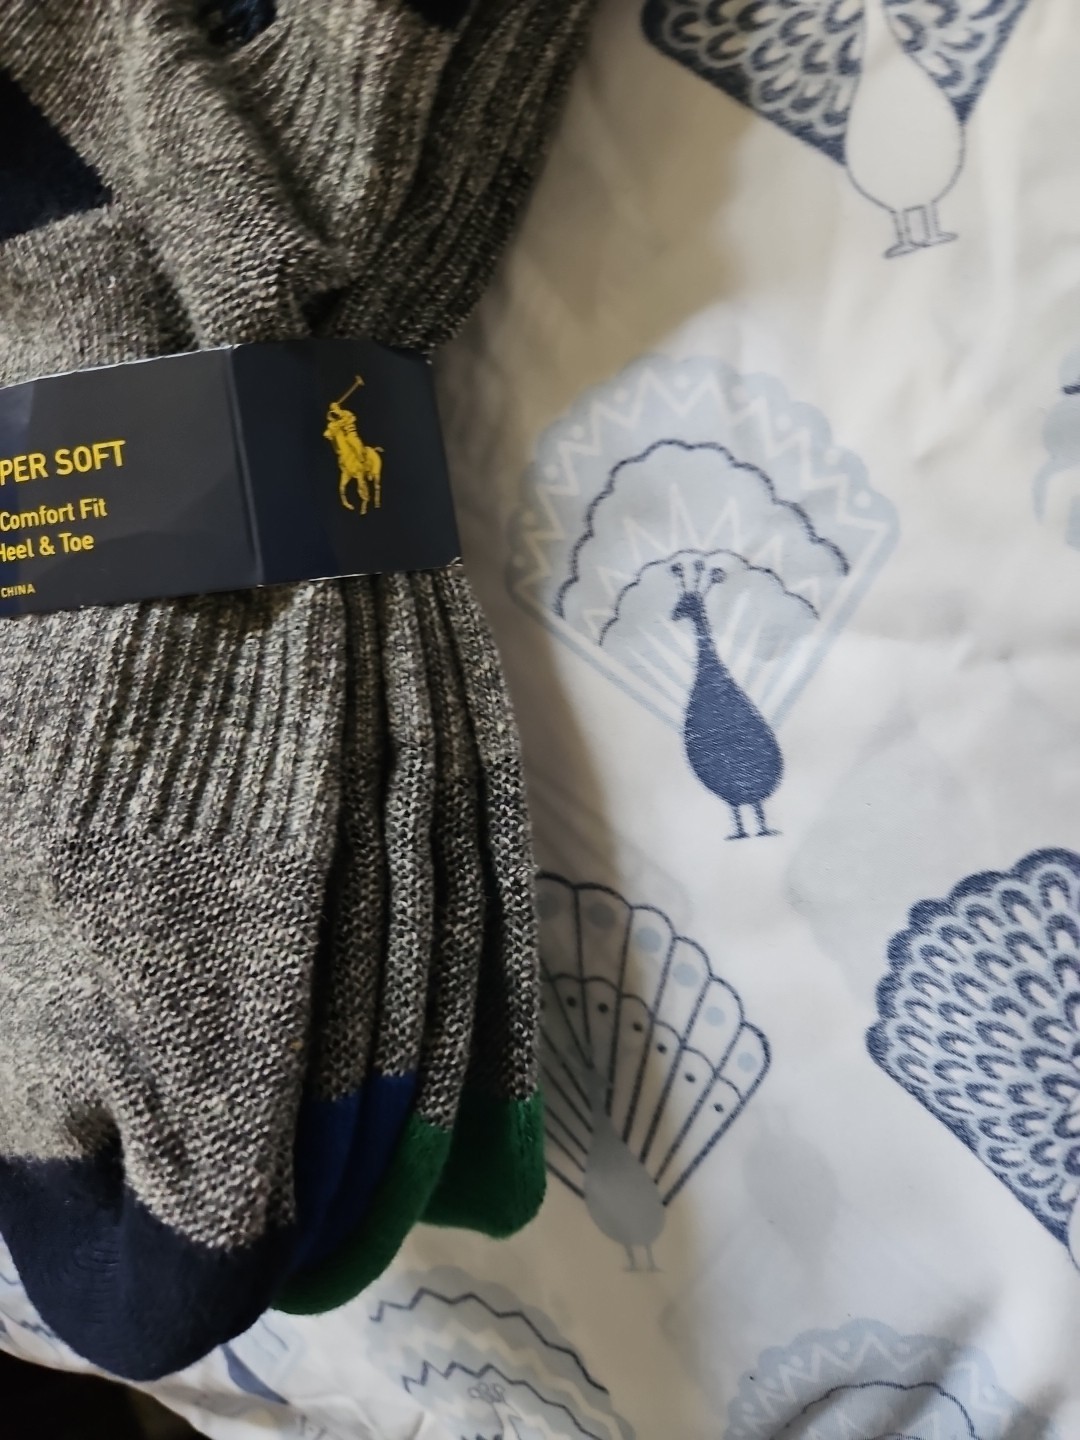 PER SOFT
Comfort Fit
Heel & Toe
CHINA